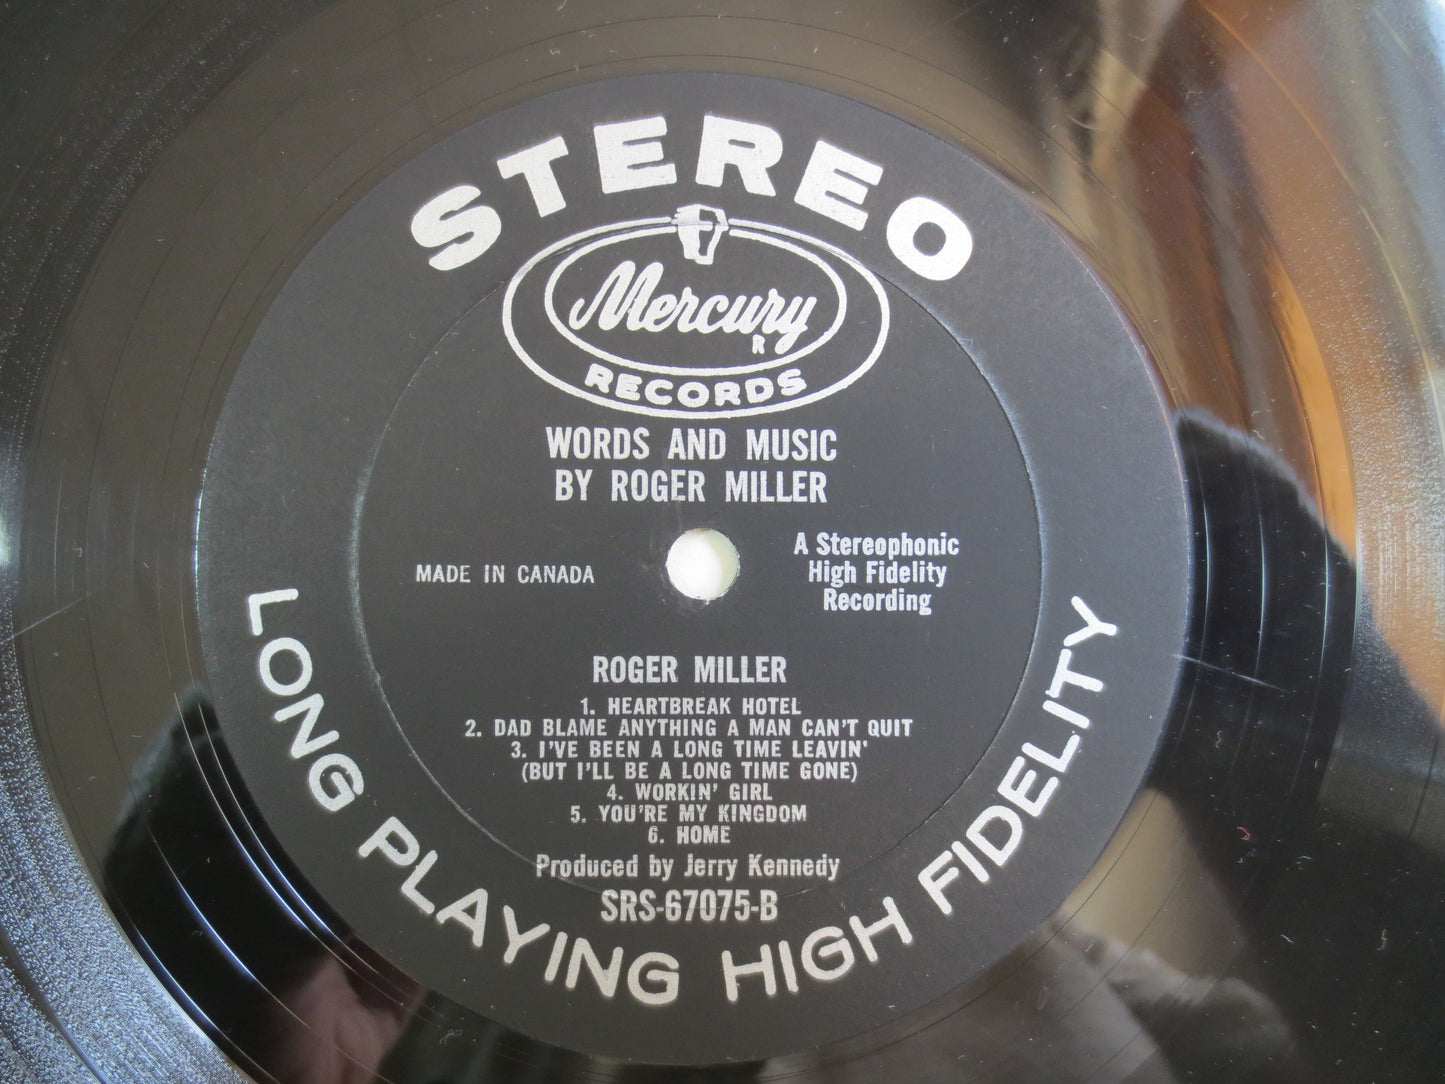 STEREO
Mercury
R
RECORDS
WORDS AND MUSIC
BY ROGER MILLER
MADE IN CANADA
A Stereophonic
High Fidelity
Recording
ROGER MILLER
1. HEARTBREAK HOTEL
2. DAD BLAME ANYTHING A MAN CAN'T QUIT
3. I'VE BEEN A LONG TIME LEAVIN'
(BUT I'LL BE A LONG TIME GONE)
4. WORKIN' GIRL
5. YOU'RE MY KINGDOM
6. HOME
Produced by Jerry Kennedy
SRS-67075-B
LONG PLAYING HIGH FIDELITY